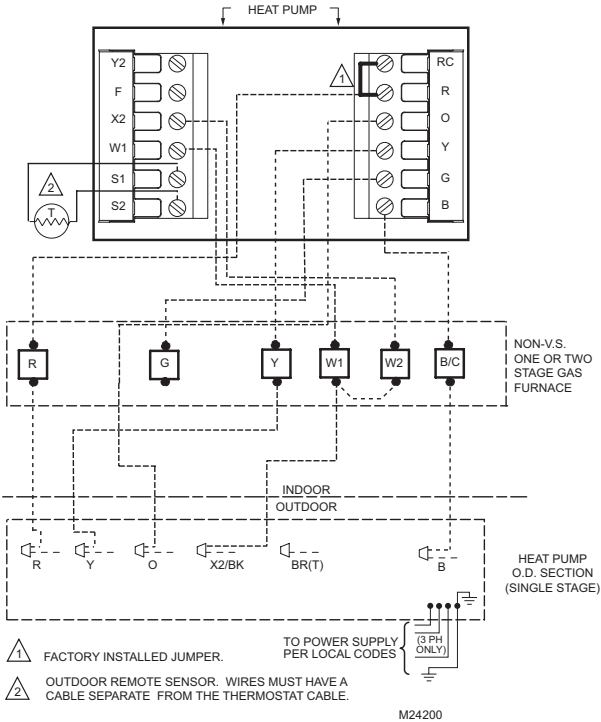 HEAT PUMP
Y2
F
X2
W1
S1
S2
RC
R
O
Y
G
B
1
2
T
R
G
Y
W1
W2
B/C
NON-V.S.
ONE OR TWO
STAGE GAS
FURNACE
INDOOR
OUTDOOR
R
Y
O
X2/BK
BR(T)
B
HEAT PUMP
O.D. SECTION
(SINGLE STAGE)
TO POWER SUPPLY
PER LOCAL CODES
(3 PH
ONLY)
1 FACTORY INSTALLED JUMPER.
2 OUTDOOR REMOTE SENSOR. WIRES MUST HAVE A
CABLE SEPARATE FROM THE THERMOSTAT CABLE.
M24200